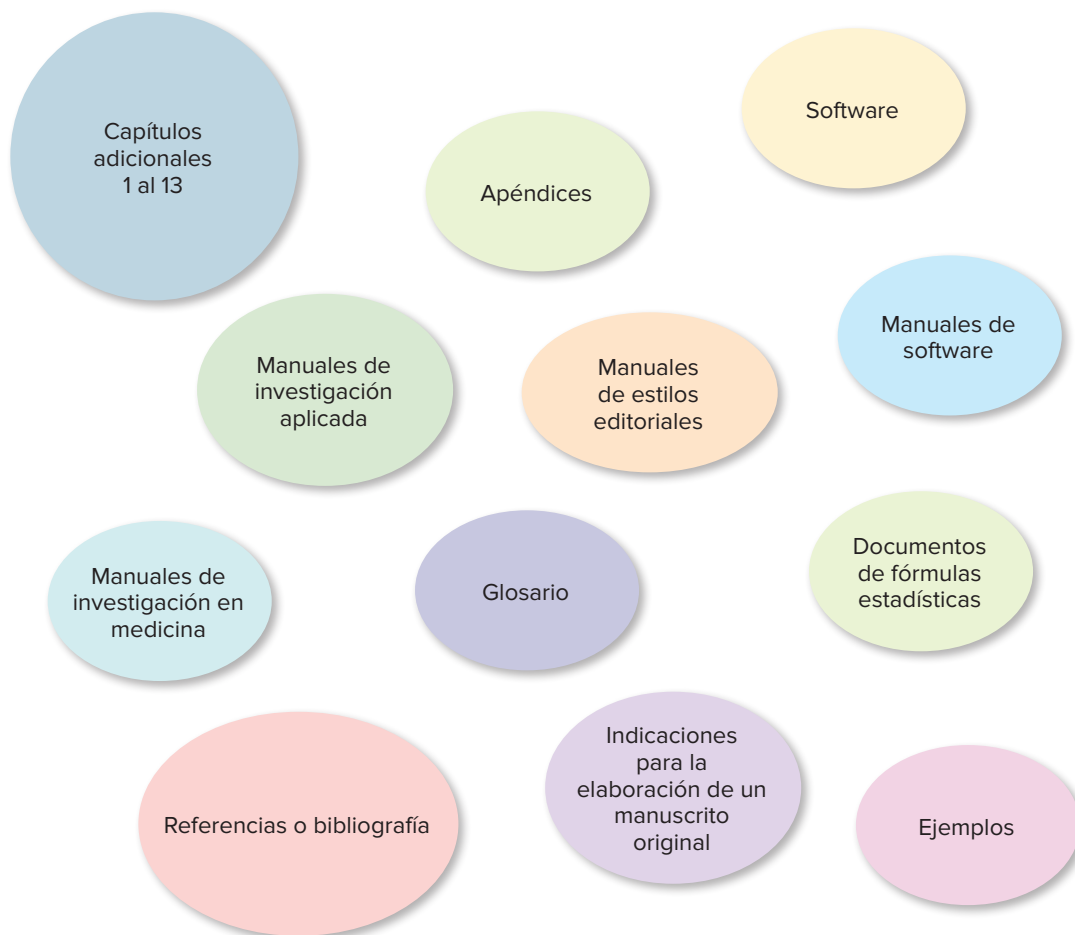 Capítulos
adicionales
1 al 13
Software
Apéndices
Manuales de
software
Manuales de
investigación
aplicada
Manuales
de estilos
editoriales
Manuales de
investigación en
medicina
Glosario
Documentos
de fórmulas
estadísticas
Referencias o bibliografía
Indicaciones
para la
elaboración de un
manuscrito
original
Ejemplos